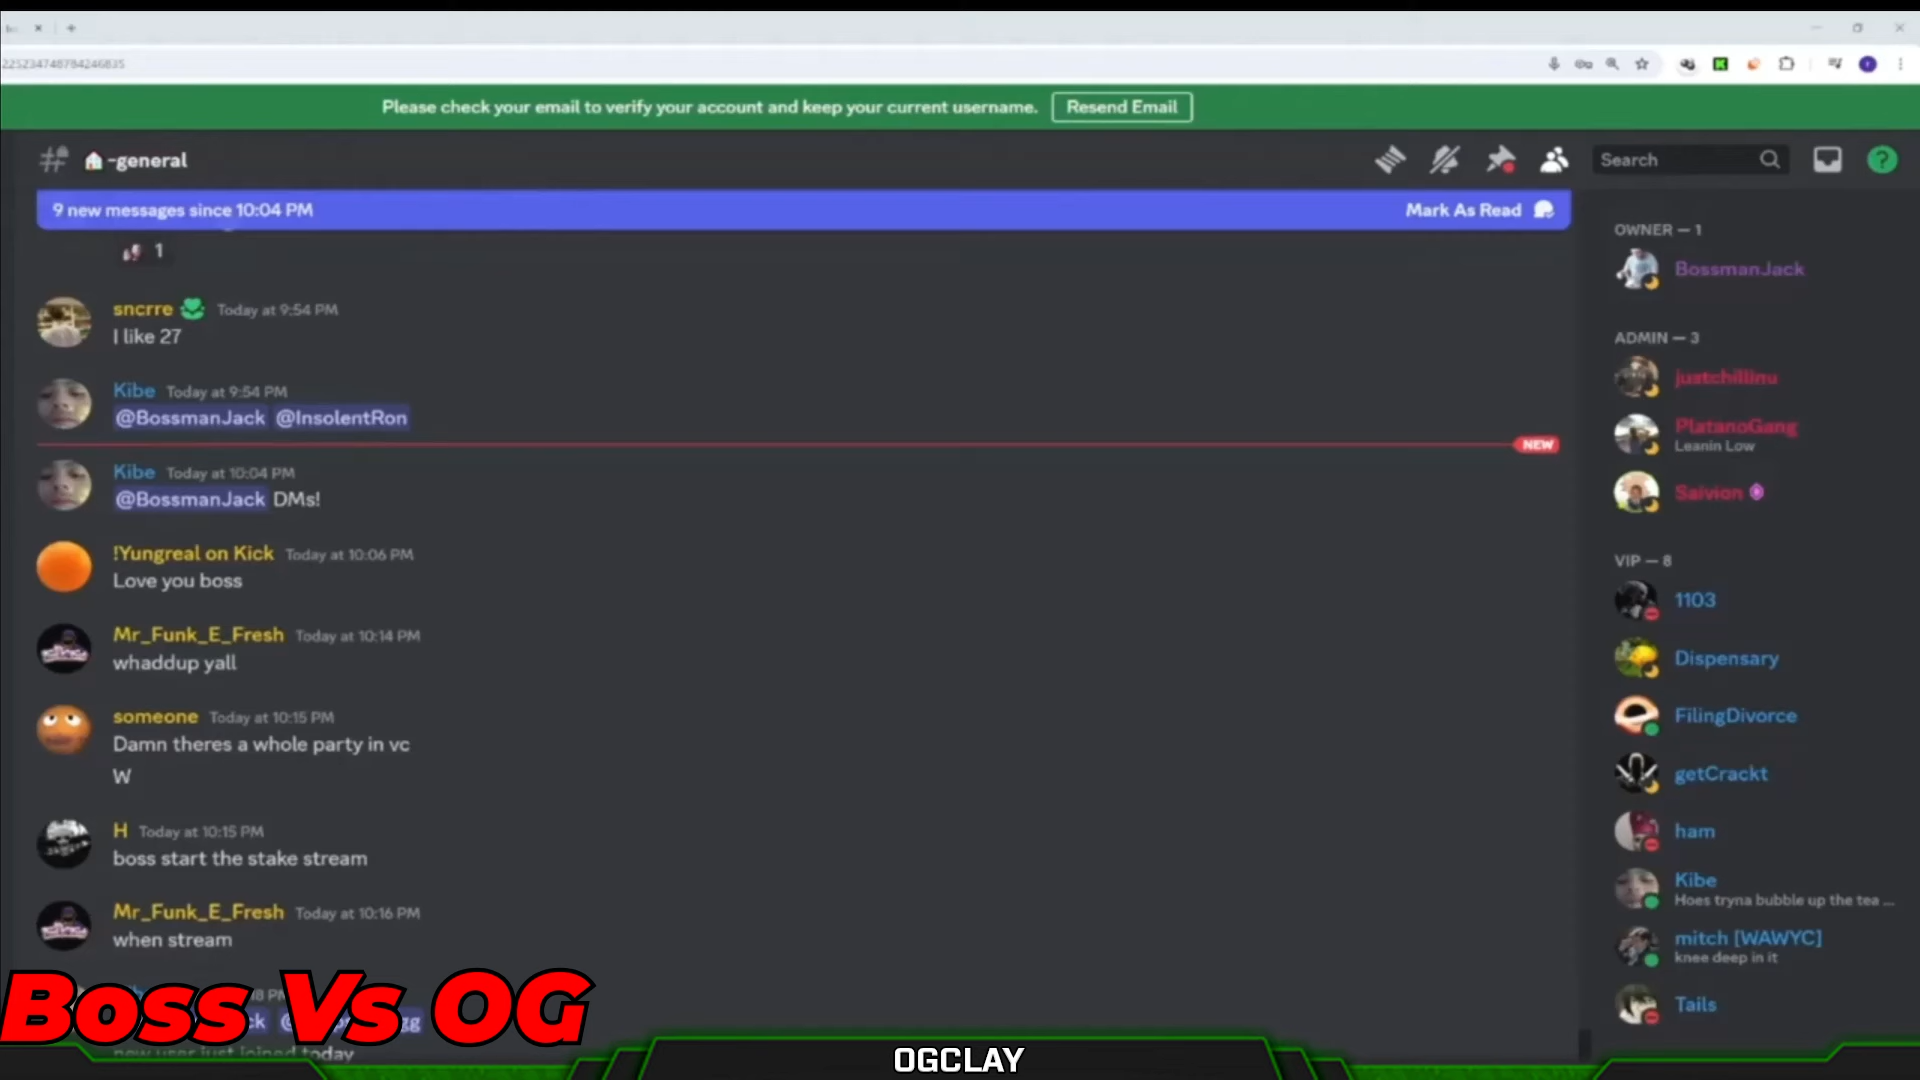 225234748784246835
Please check your email to verify your account and keep your current username. Resend Email
-general
Search
9 new messages since 10:04 PM Mark As Read
1
sncrre Today at 9:54 PM
I like 27
Kibe Today at 9:54 PM
@BossmanJack @InsolentRon
NEW
Kibe Today at 10:04 PM
@BossmanJack DMs!
!Yungreal on Kick Today at 10:06 PM
Love you boss
Mr_Funk_E_Fresh Today at 10:14 PM
whaddup yall
someone Today at 10:15 PM
Damn theres a whole party in vc
W
H Today at 10:15 PM
boss start the stake stream
Mr_Funk_E_Fresh Today at 10:16 PM
when stream
new user just joined today
OWNER — 1
BossmanJack
ADMIN — 3
justchillinu
PlatanoGang
Leanin Low
Saivion
VIP — 8
1103
Dispensary
FilingDivorce
getCrackt
ham
Kibe
Hoes tryna bubble up the tea ...
mitch [WAWYC]
knee deep in it
Tails
Boss Vs OG
OGCLAY